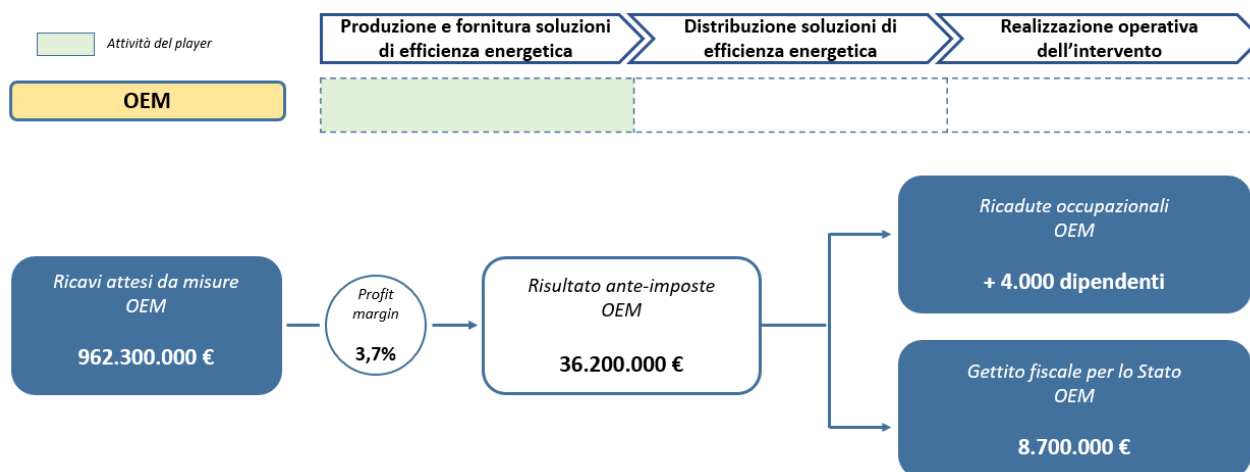 Attività del player
Produzione e fornitura soluzioni
di efficienza energetica
Distribuzione soluzioni di
efficienza energetica
Realizzazione operativa
dell'intervento
OEM
Ricavi attesi da misure
OEM
962.300.000 €
Profit
margin
3,7%
Risultato ante-imposte
OEM
36.200.000 €
Ricadute occupazionali
OEM
+ 4.000 dipendenti
Gettito fiscale per lo Stato
OEM
8.700.000 €